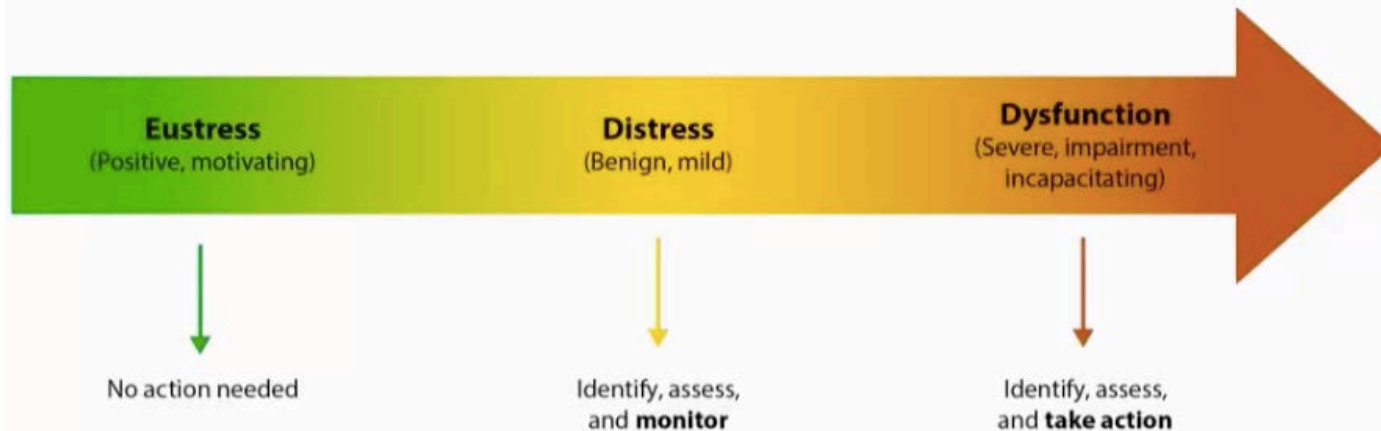 Eustress
(Positive, motivating)
Distress
(Benign, mild)
Dysfunction
(Severe, impairment,
incapacitating)
No action needed
Identify, assess,
and monitor
Identify, assess,
and take action